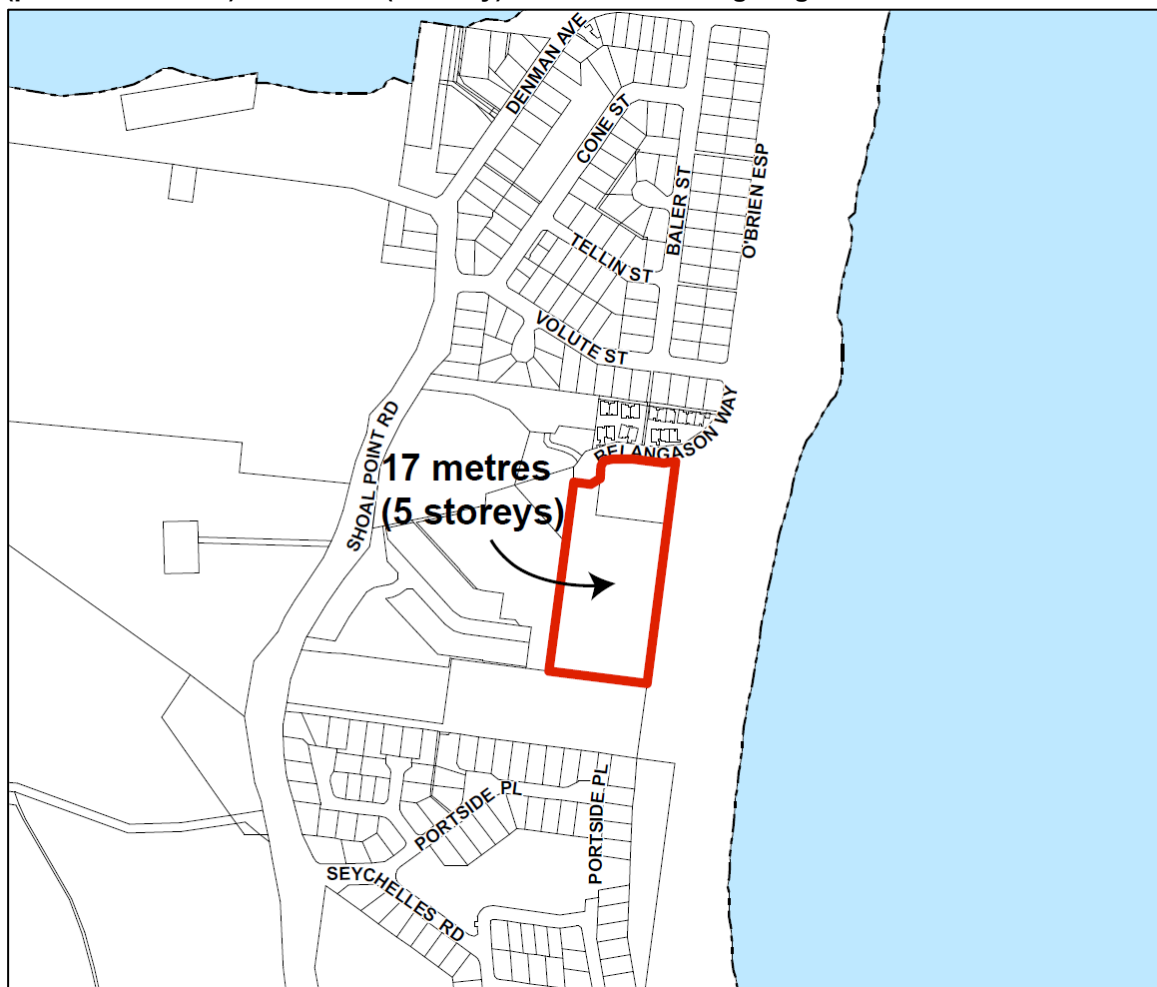 DENMAN AVE
CONE ST
BALER ST
O'BRIEN ESP
TELLIN ST
VOLUTE ST
BELANGASON WAY
SHOAL POINT RD
17 metres
(5 storeys)
PORTSIDE PL
PORTSIDE PL
SEYCHELLES RD